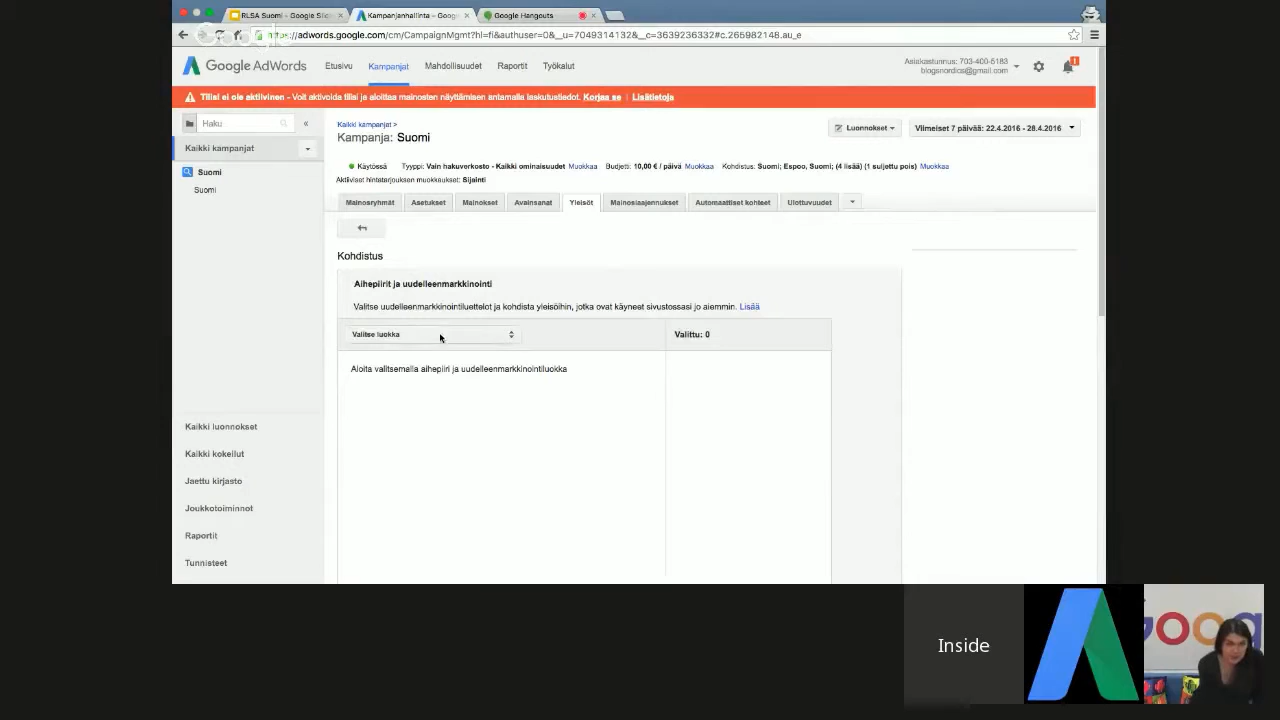 RLSA Suomi - Google Slid
Kampanjanhallinta - Goog
Google Hangouts
Google
https://adwords.google.com/cm/CampaignMgmt?hl=fi&authuser=0&__u=7049314132&__c=3639236332#c.265982148.au_e
Google AdWords
Etusivu
Kampanjat
Mahdollisuudet
Raportit
Työkalut
Asiakastunnus: 703-400-5183
blogsnordics@gmail.com
1
Tilisi ei ole aktiivinen - Voit aktivoida tilisi ja aloittaa mainosten näyttämisen antamalla laskutustiedot. Korjaa se | Lisätietoja
Haku
«
Kaikki kampanjat
Suomi
Suomi
Kaikki luonnokset
Kaikki kokeilut
Jaettu kirjasto
Joukkotoiminnot
Raportit
Tunnisteet
Kaikki kampanjat >
Kampanja: Suomi
Luonnokset
Viimeiset 7 päivää: 22.4.2016 - 28.4.2016
Käytössä Tyyppi: Vain hakuverkosto - Kaikki ominaisuudet Muokkaa Budjetti: 10,00 € / päivä Muokkaa Kohdistus: Suomi; Espoo, Suomi; (4 lisää) (1 suljettu pois) Muokkaa
Aktiiviset hintatarjouksen muokkaukset: Sijainti
Mainosryhmät
Asetukset
Mainokset
Avainsanat
Yleisöt
Mainoslaajennukset
Automaattiset kohteet
Ulottuvuudet
Kohdistus
Aihepiirit ja uudelleenmarkkinointi
Valitse uudelleenmarkkinointiluettelot ja kohdista yleisöihin, jotka ovat käyneet sivustossasi jo aiemmin. Lisää
Valitse luokka
Valittu: 0
Aloita valitsemalla aihepiiri ja uudelleenmarkkinointiluokka
Inside